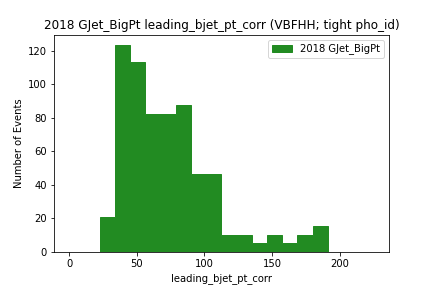 2018 GJet_BigPt leading_bjet_pt_corr (VBFHH; tight pho_id)
2018 GJet_BigPt
120
100
80
60
40
20
0
Number of Events
0 50 100 150 200
leading_bjet_pt_corr